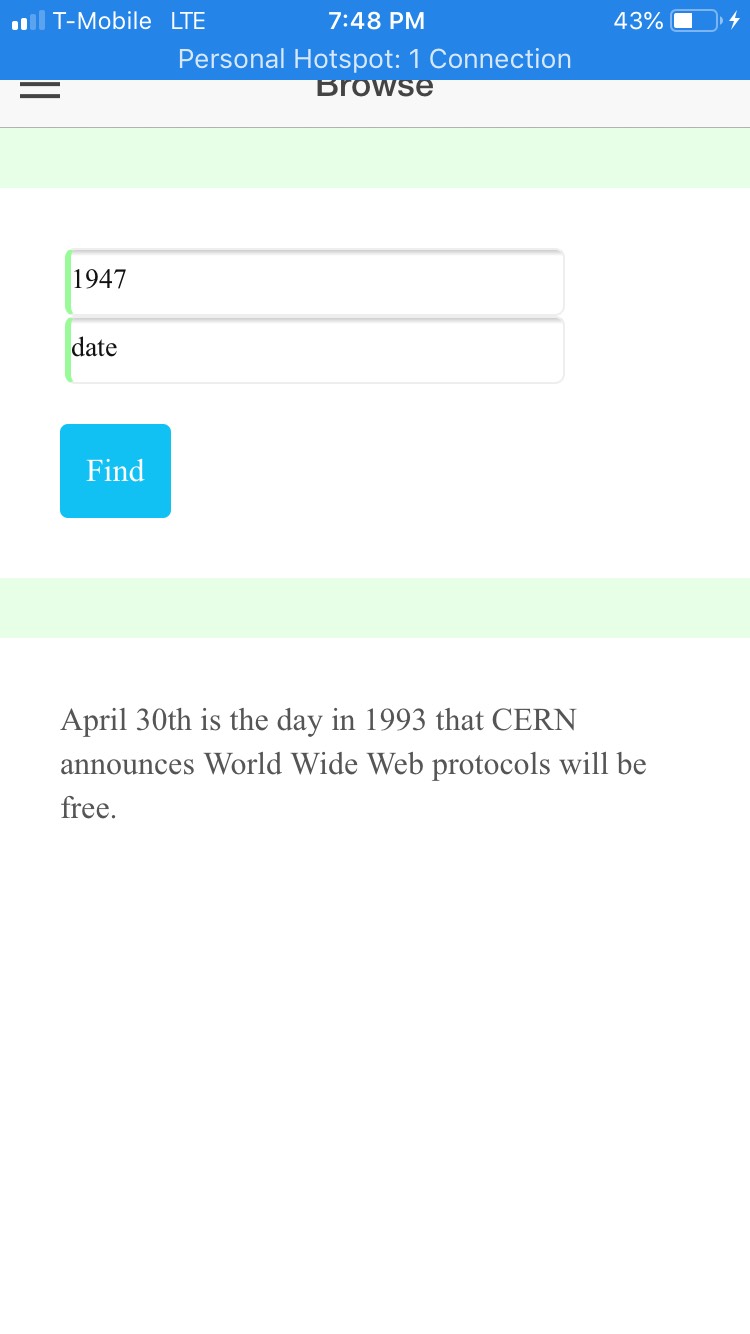 T-Mobile LTE 7:48 PM 43%
Personal Hotspot: 1 Connection
Browse
1947
date
Find
April 30th is the day in 1993 that CERN
announces World Wide Web protocols will be
free.